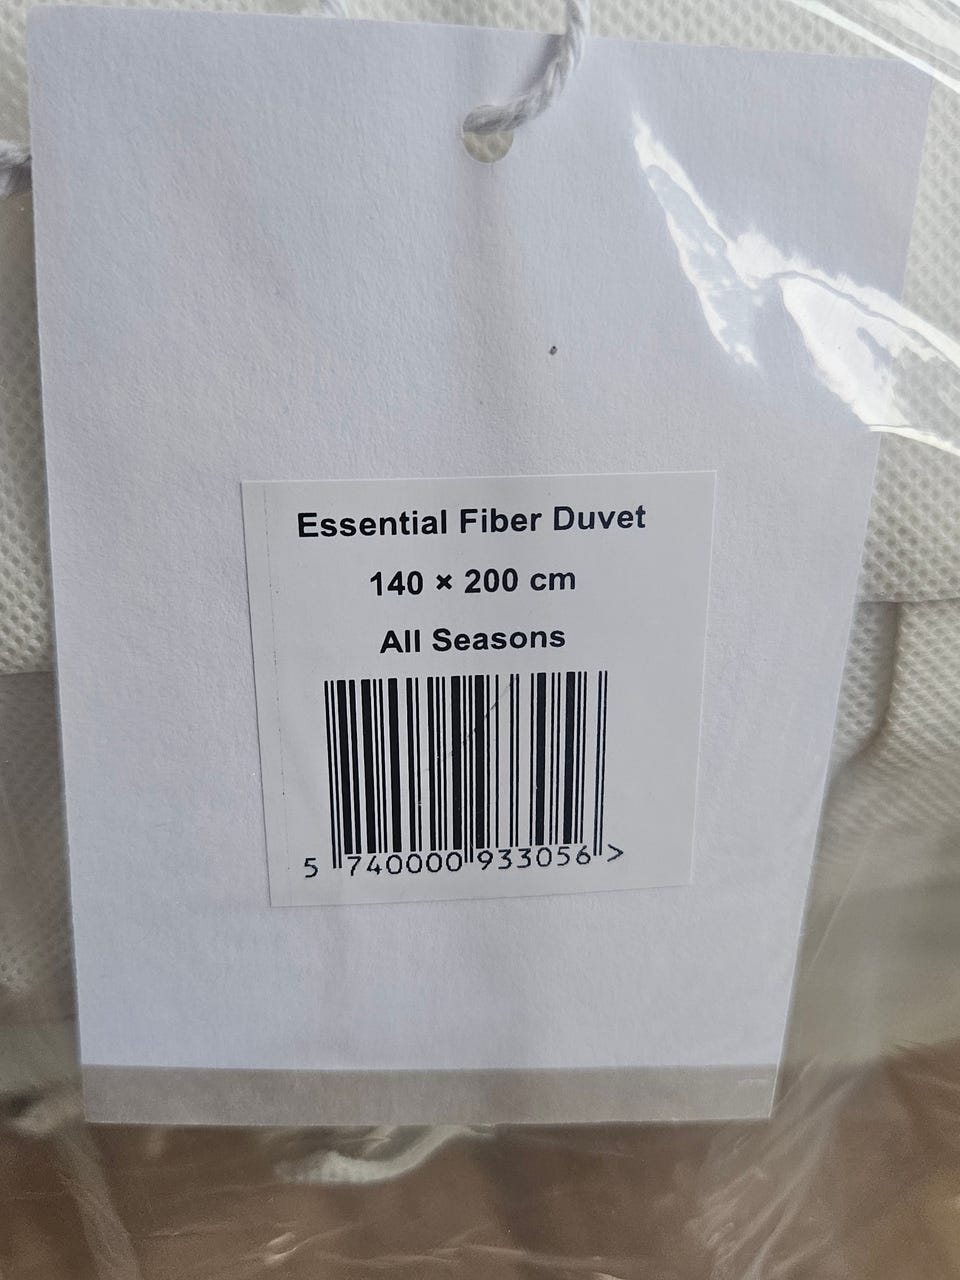 Essential Fiber Duvet
140 × 200 cm
All Seasons
5 740000 933056 >